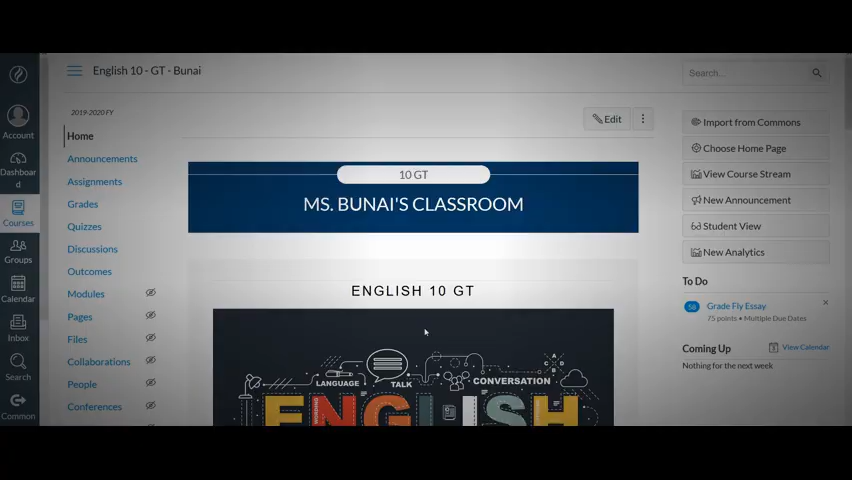 English 10 - GT - Bunai
Search...
Account
Dashboar
d
Courses
Groups
Calendar
Inbox
Search
Common
2019-2020 FY
Home
Announcements
Assignments
Grades
Quizzes
Discussions
Outcomes
Modules
Pages
Files
Collaborations
People
Conferences
Edit
10 GT
MS. BUNAI'S CLASSROOM
ENGLISH 10 GT
LANGUAGE
TALK
CONVERSATION
A
B
C
D
ENGLISH
Import from Commons
Choose Home Page
View Course Stream
New Announcement
Student View
New Analytics
To Do
58
Grade Fly Essay
75 points • Multiple Due Dates
Coming Up
View Calendar
Nothing for the next week